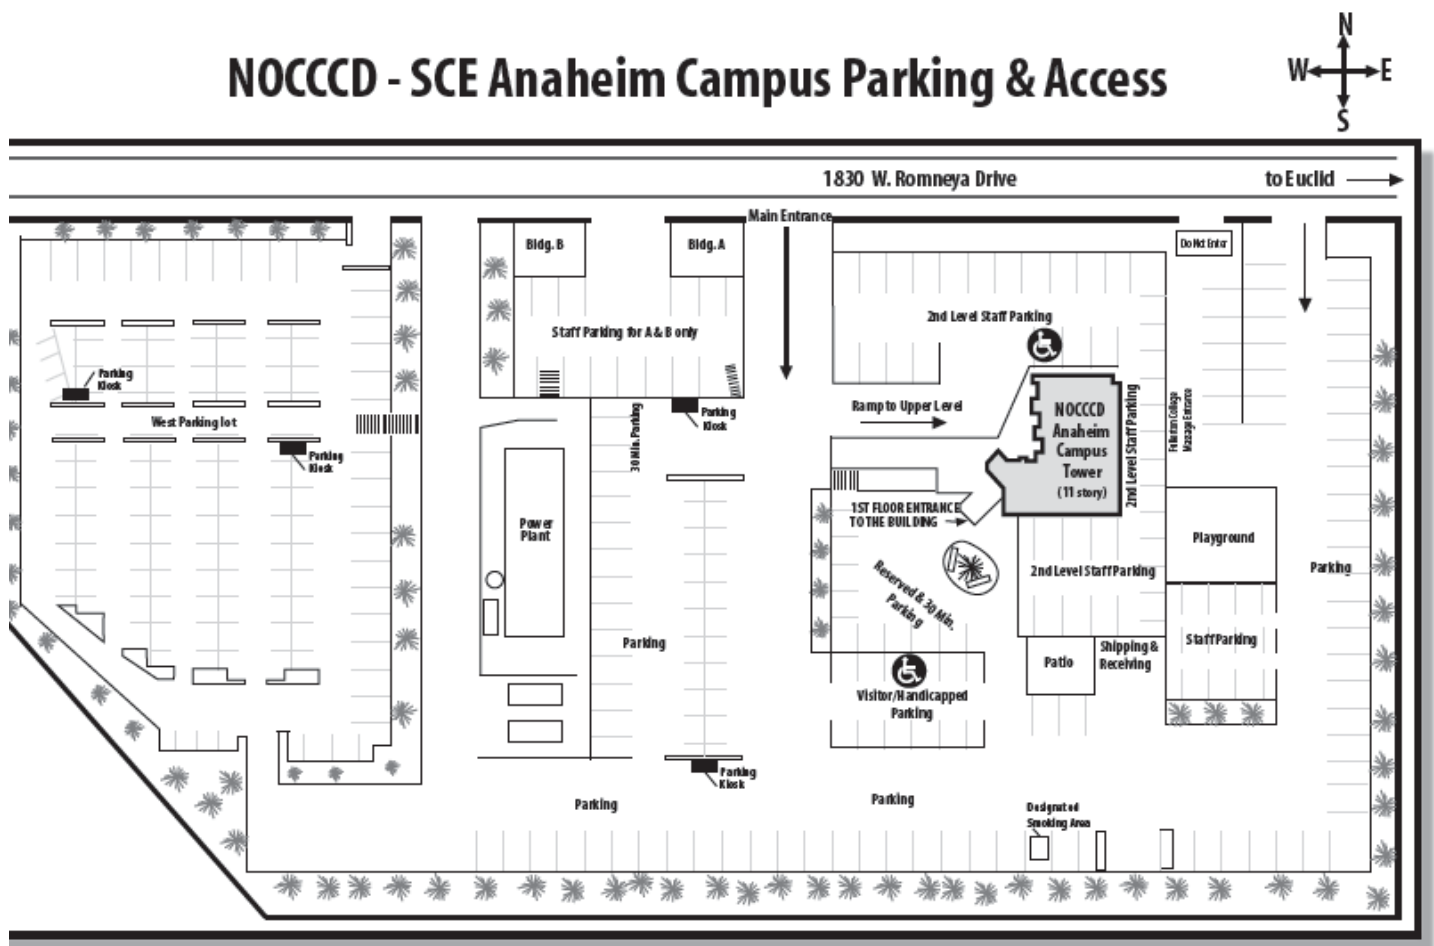 N
NOCCCD - SCE Anaheim Campus Parking & Access
W E
S
1830 W. Romneya Drive
to Euclid
Main Entrance
Bldg. B
Bldg. A
Do Not Enter
2nd Level Staff Parking
Staff Parking for A & B only
Parking
Kiosk
West Parking lot
Parking
Kiosk
30 Min. Parking
Parking
Kiosk
Ramp to Upper Level
NOCCCD
Anaheim
Campus
Tower
(11 story)
2nd Level Staff Parking
Fullerton College
Massage Entrance
1ST FLOOR ENTRANCE
TO THE BUILDING
Power
Plant
Playground
Reserved & 30 Min.
Parking
2nd Level Staff Parking
Parking
Parking
Staff Parking
Shipping &
Receiving
Patio
Visitor/Handicapped
Parking
Parking
Kiosk
Parking
Parking
Designated
Smoking Area